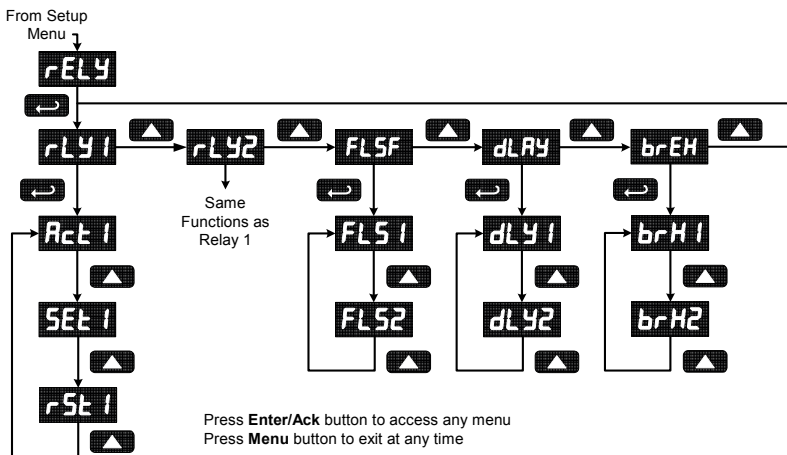 From Setup
Menu
rELY
rLY1
rLY2
FLSF
dLAY
brEH
Same
Functions as
Relay 1
Act1
FLS1
dLY1
brH1
SEt1
FLS2
dLY2
brH2
rSt1
Press Enter/Ack button to access any menu
Press Menu button to exit at any time